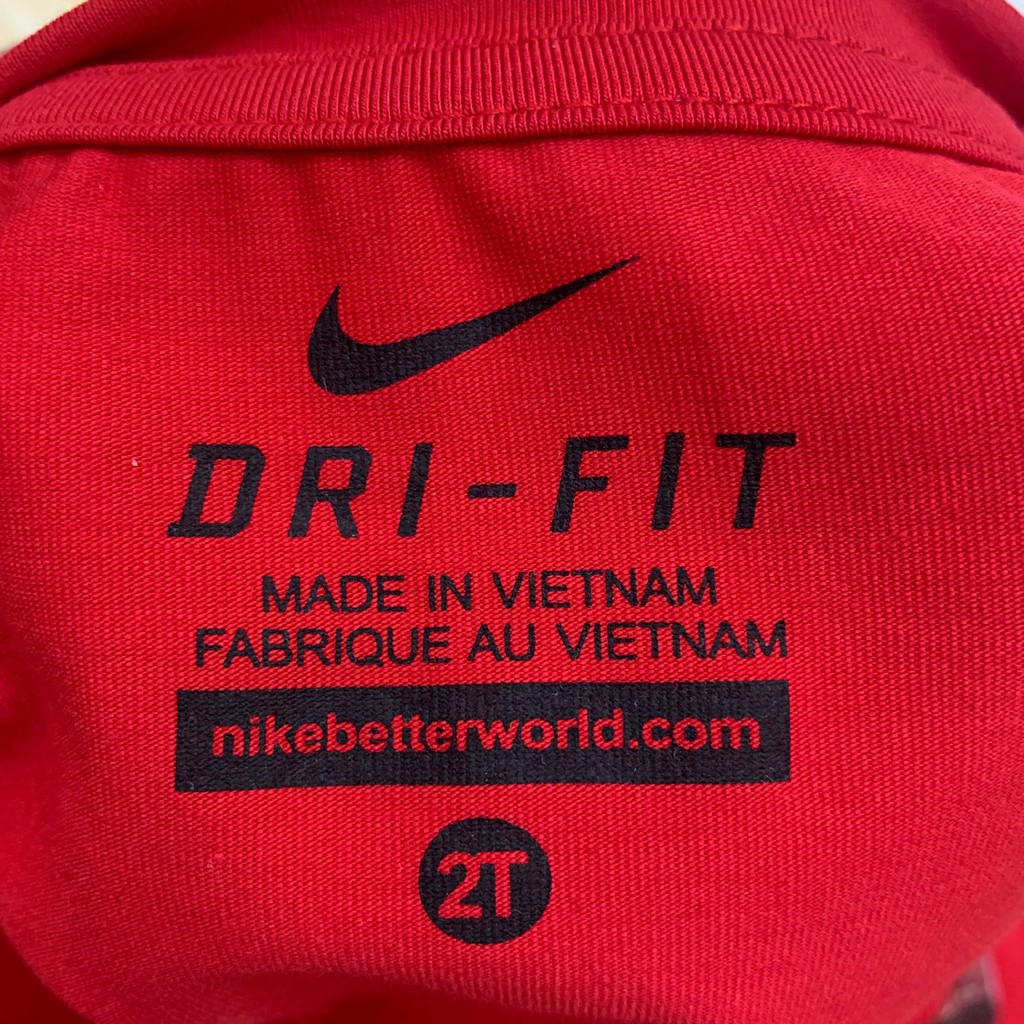 DRI-FIT
MADE IN VIETNAM
FABRIQUE AU VIETNAM
nikebetterworld.com
2T